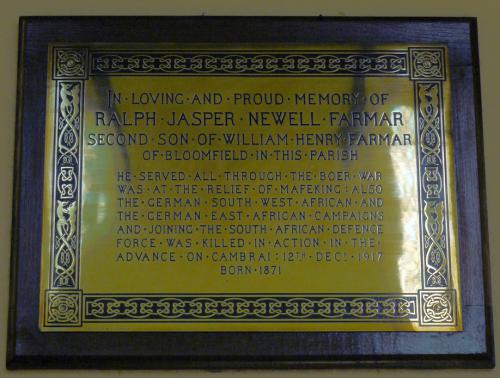 IN · LOVING · AND · PROUD · MEMORY · OF
RALPH · JASPER · NEWELL · FARMAR
SECOND · SON · OF · WILLIAM · HENRY · FARMAR
OF · BLOOMFIELD · IN · THIS · PARISH
HE · SERVED · ALL · THROUGH · THE · BOER · WAR
WAS · AT · THE · RELIEF · OF · MAFEKING : ALSO
THE · GERMAN · SOUTH · WEST · AFRICAN · AND
THE · GERMAN · EAST · AFRICAN · CAMPAIGNS
AND · JOINING · THE · SOUTH · AFRICAN · DEFENCE
FORCE · WAS · KILLED · IN · ACTION · IN · THE
ADVANCE · ON · CAMBRAI : 12TH · DECR · 1917
BORN · 1871